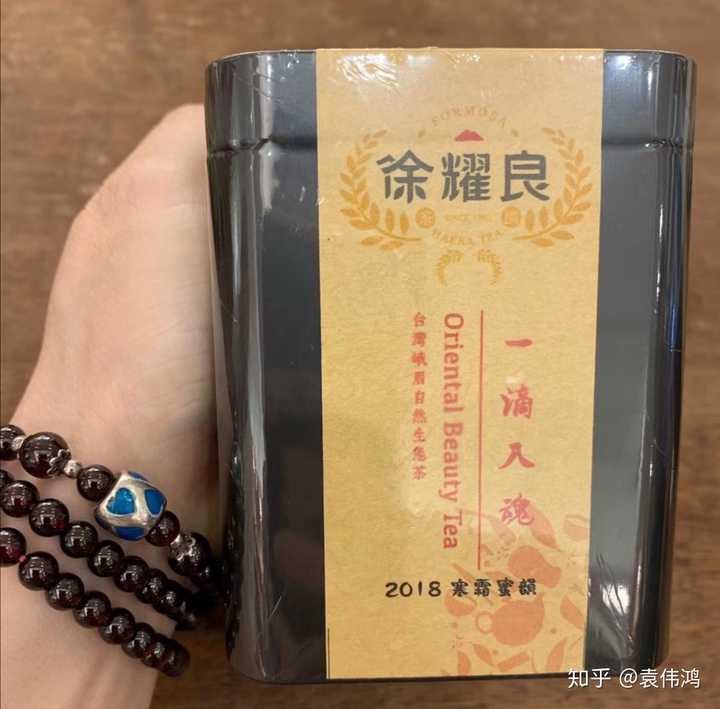 FORMOSA
徐耀良
茶
HAKKA TEA
一滴入魂
Oriental Beauty Tea
台灣峨眉自然生態茶
2018 寒霜蜜韻
知乎 @袁伟鸿